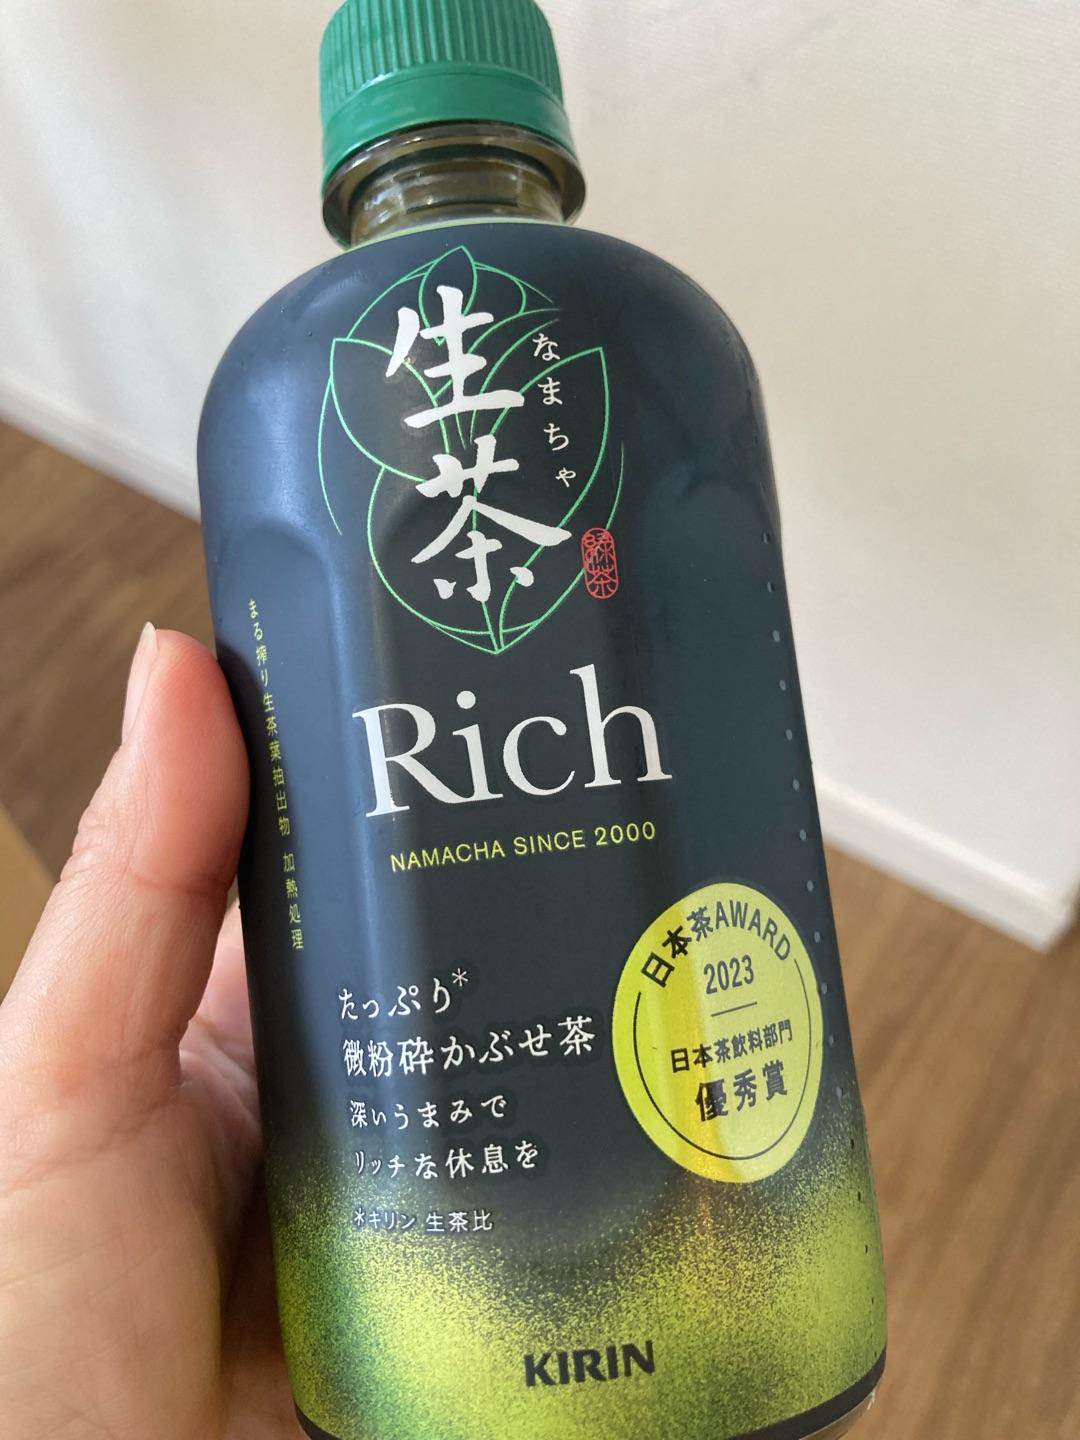 生茶
なまちゃ
緑茶
Rich
NAMACHA SINCE 2000
まる搾り生茶葉抽出物 加熱処理
たっぷり*
微粉砕かぶせ茶
深いうまみで
リッチな休息を
*キリン 生茶比
日本茶AWARD
2023
日本茶飲料部門
優秀賞
KIRIN